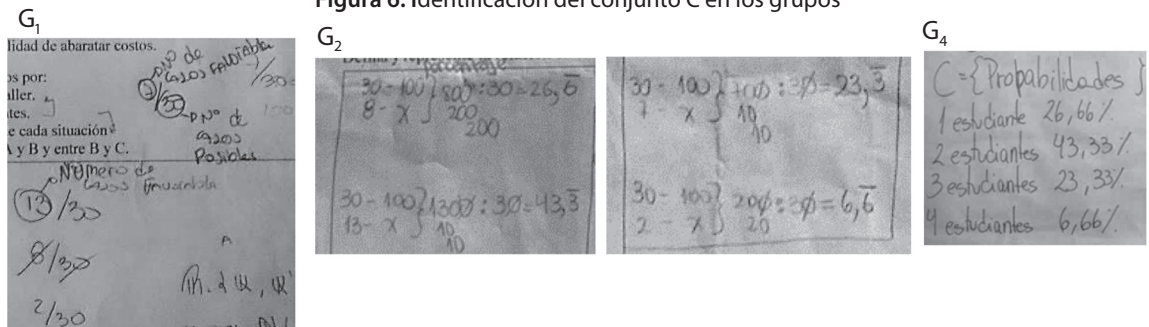 Figura 6. Identificación del conjunto C en los grupos
G1
lidad de abaratar costos.
os por:
ller.
tes.
e cada situación
A y B y entre B y C.
Nº de
casos favorables
/30
Nº de
casos
Posibles
Número de
casos
13/30
8/30
2/30
A
G2
porcentaje
30 - 100 } 800 : 30 = 26,6̅
8 - x 200
200
30 - 100 } 1300 : 30 = 43,3̅
13 - x 10
10
30 - 100 } 700 : 30 = 23,3̅
7 x 10
10
30 - 100 } 200 : 30 = 6,6̅
2 - x 20
G4
C = {Propabilidades }
1 estudiante 26,66%.
2 estudiantes 43,33%.
3 estudiantes 23,33%.
4 estudiantes 6,66%.